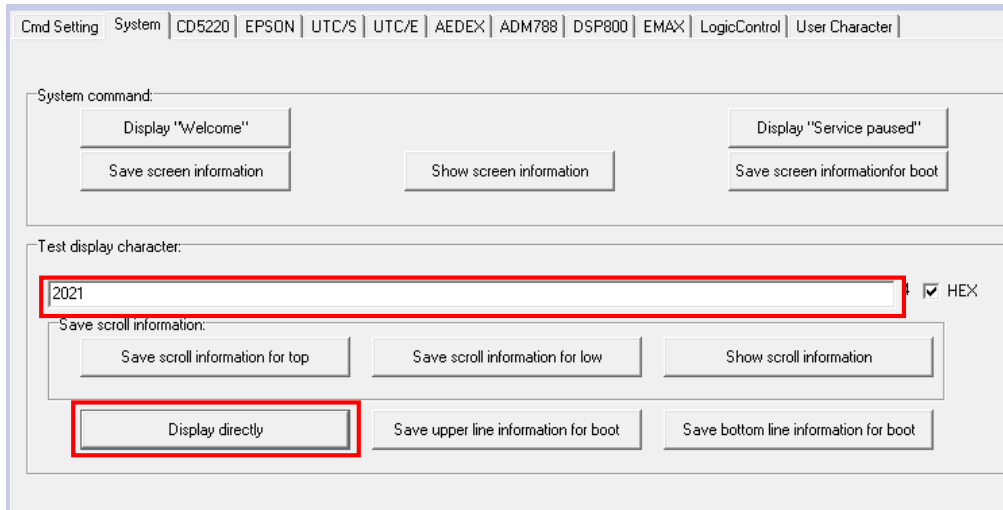 Cmd Setting System CD5220 EPSON UTC/S UTC/E AEDEX ADM788 DSP800 EMAX LogicControl User Character
System command:
Display "Welcome" Display "Service paused"
Save screen information Show screen information Save screen informationfor boot
Test display character:
2021 4 HEX
Save scroll information:
Save scroll information for top Save scroll information for low Show scroll information
Display directly Save upper line information for boot Save bottom line information for boot